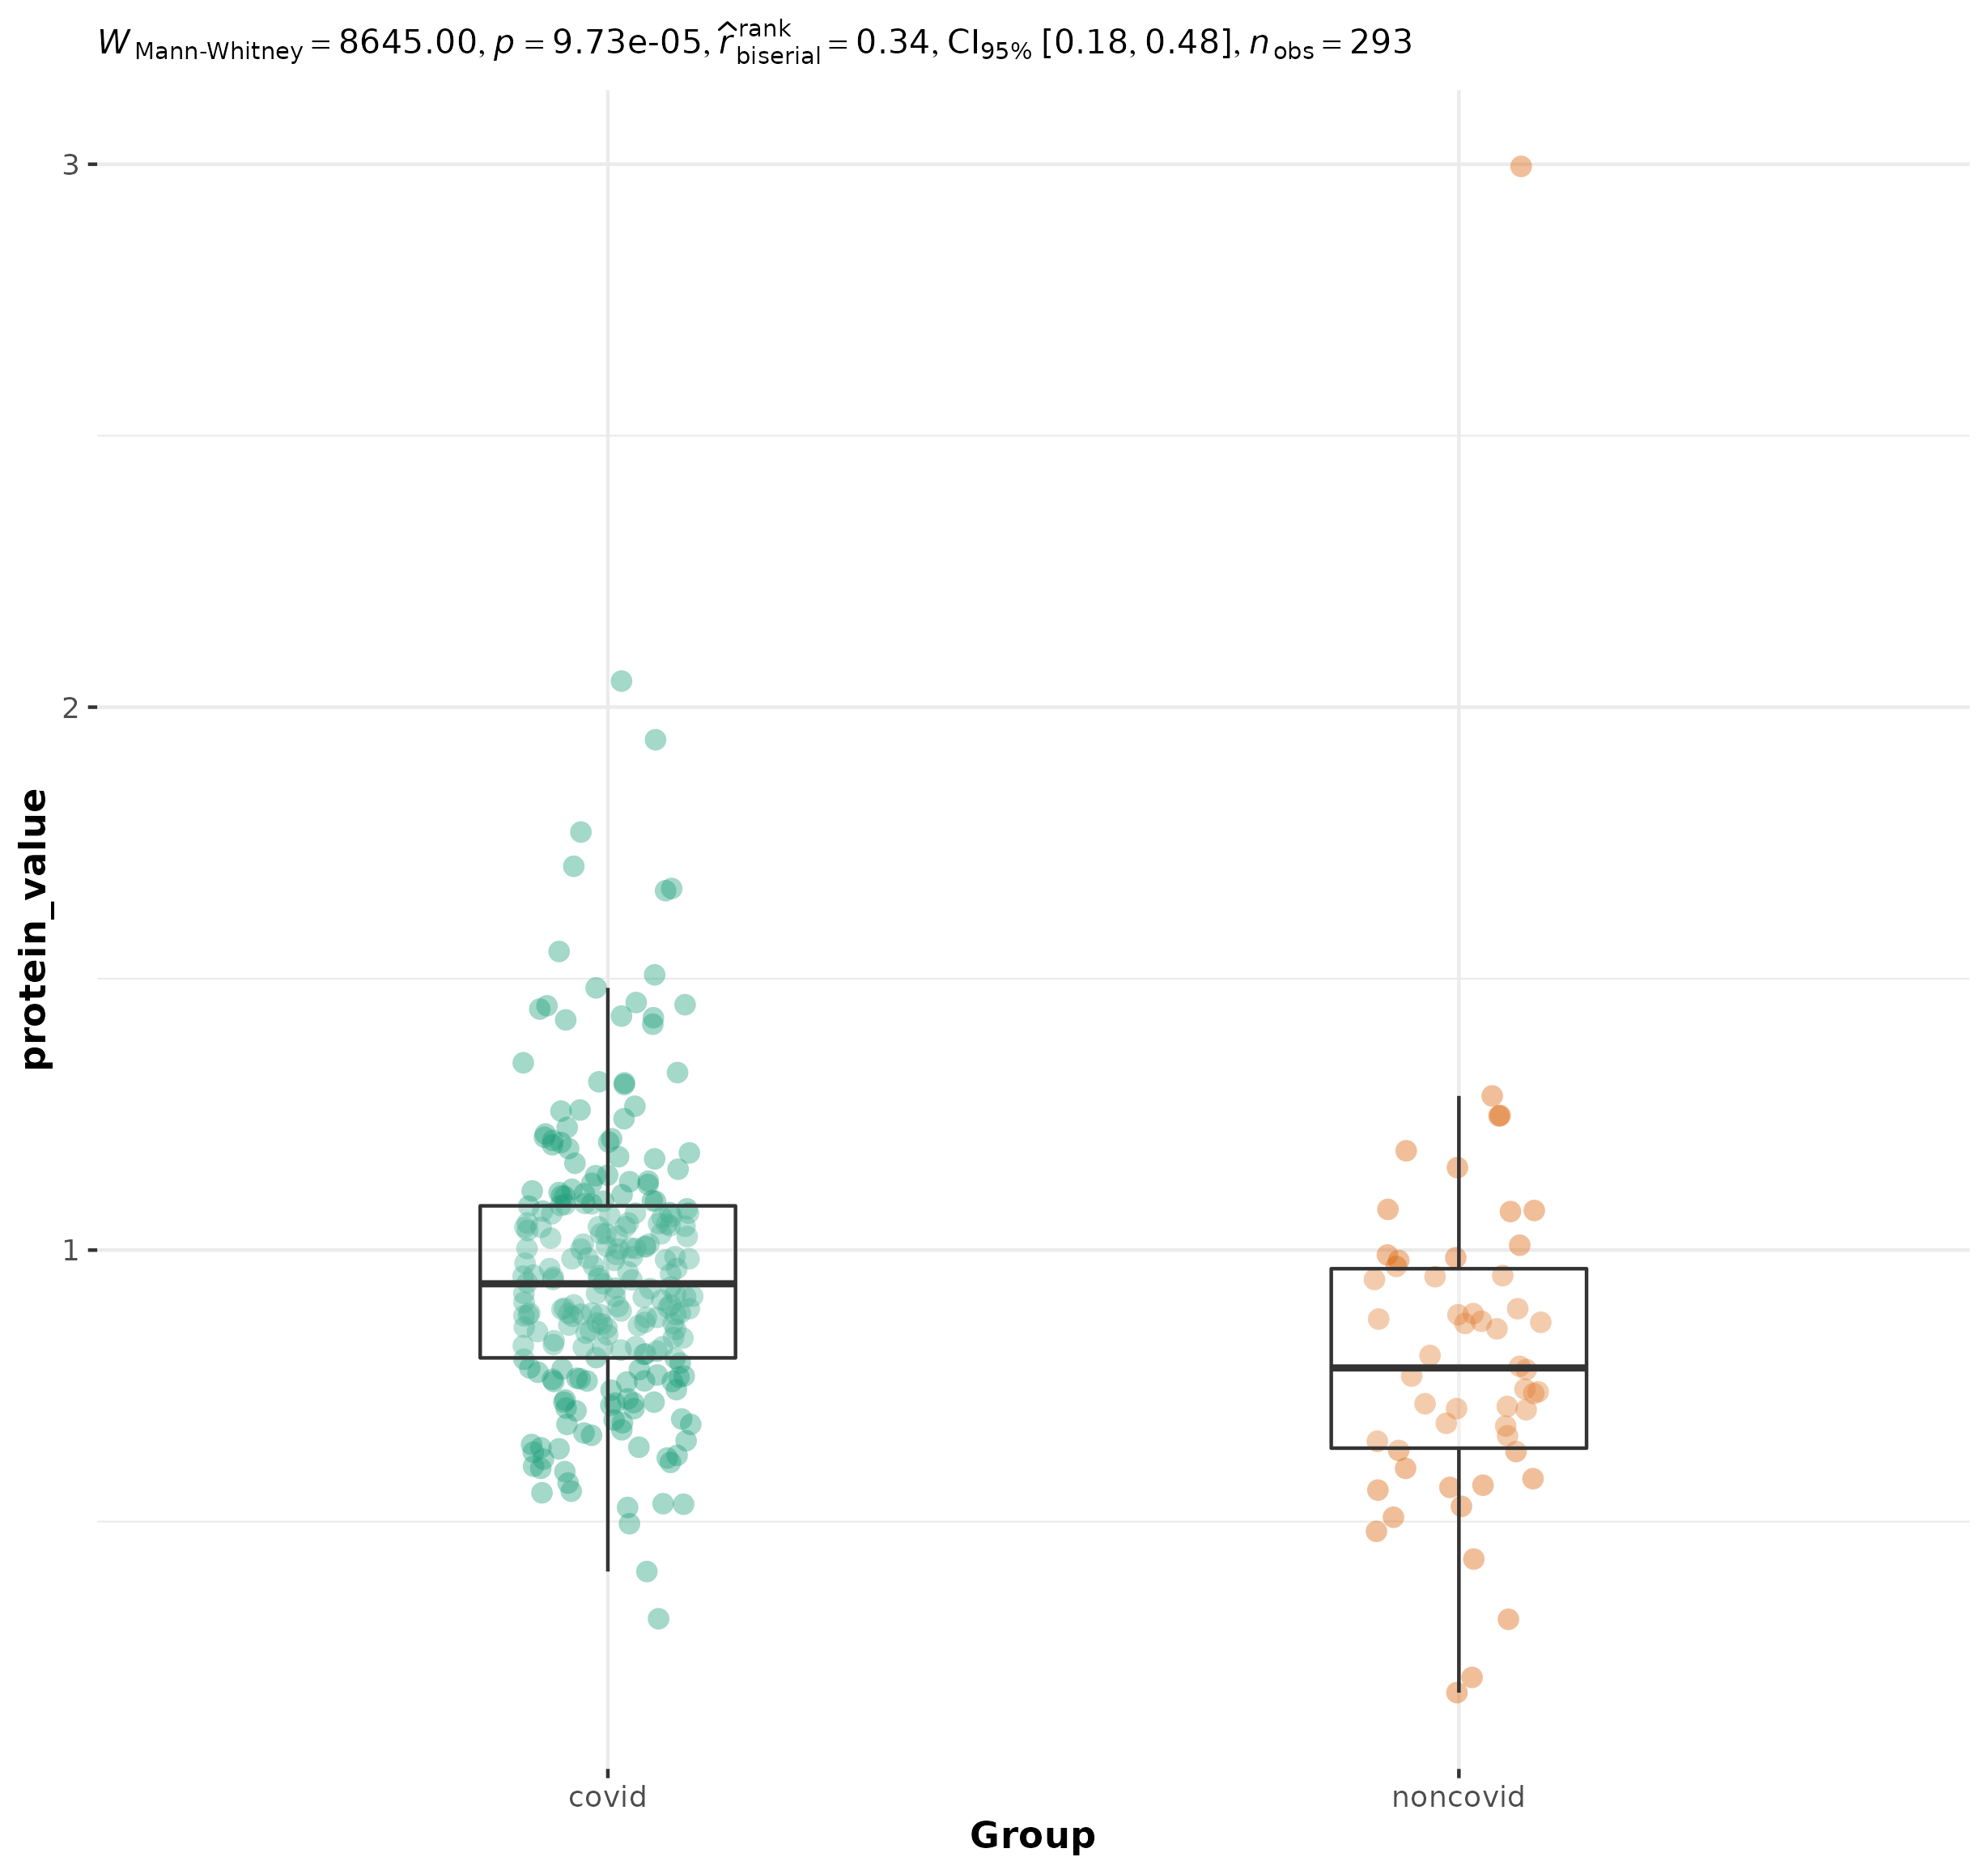 W Mann-Whitney = 8645.00, p = 9.73e-05, r̂ rank biserial = 0.34, CI95% [0.18, 0.48], n obs = 293
3
2
1
protein_value
covid noncovid
Group